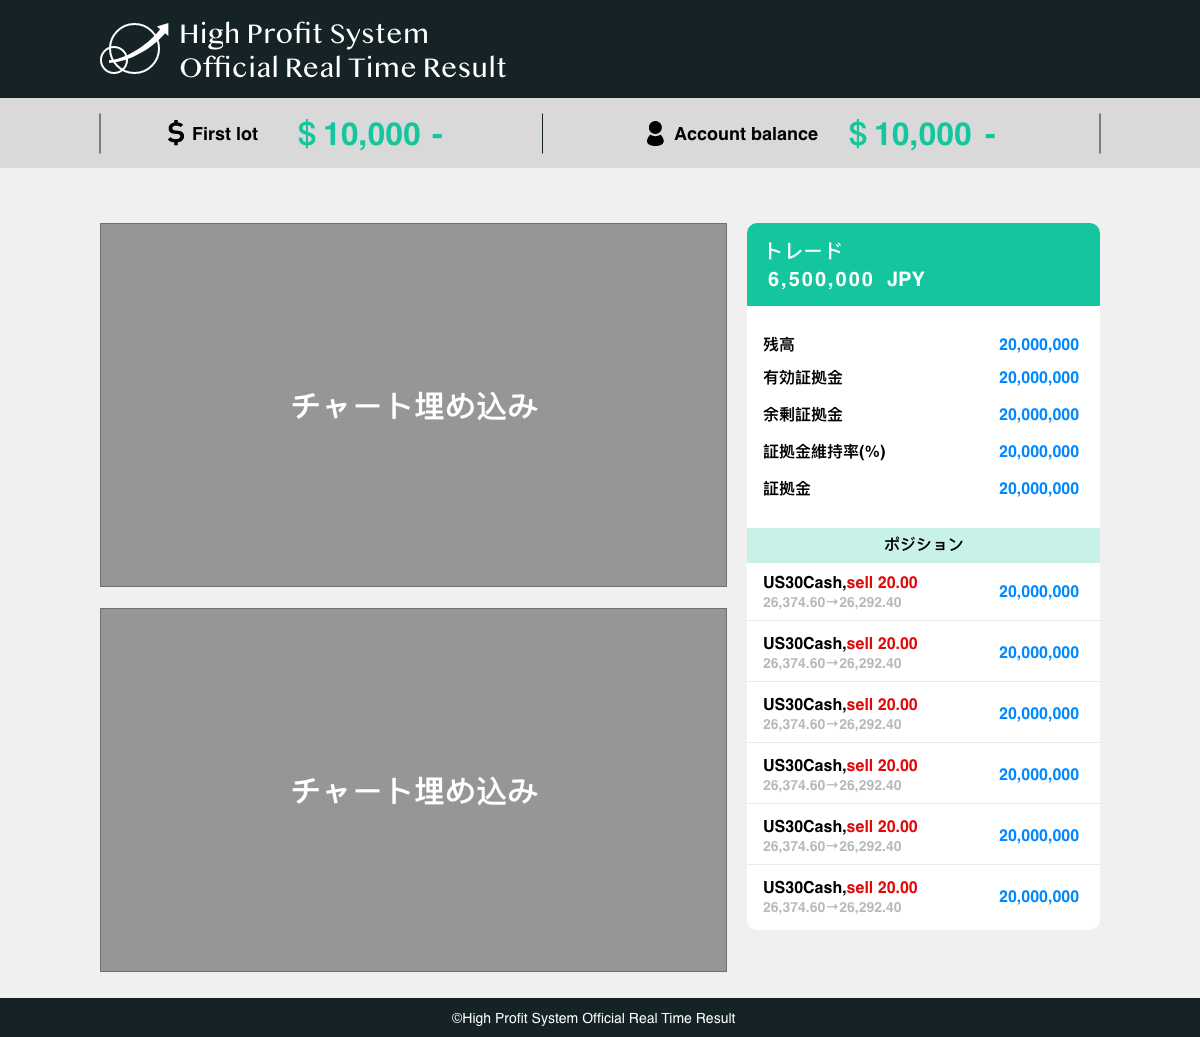 High Profit System
Official Real Time Result
First lot $ 10,000 -
Account balance $ 10,000 -
チャート埋め込み
チャート埋め込み
トレード
6,500,000 JPY
残高 20,000,000
有効証拠金 20,000,000
余剰証拠金 20,000,000
証拠金維持率(%) 20,000,000
証拠金 20,000,000
ポジション
US30Cash,sell 20.00 20,000,000
26,374.60→26,292.40
US30Cash,sell 20.00 20,000,000
26,374.60→26,292.40
US30Cash,sell 20.00 20,000,000
26,374.60→26,292.40
US30Cash,sell 20.00 20,000,000
26,374.60→26,292.40
US30Cash,sell 20.00 20,000,000
26,374.60→26,292.40
US30Cash,sell 20.00 20,000,000
26,374.60→26,292.40
©High Profit System Official Real Time Result